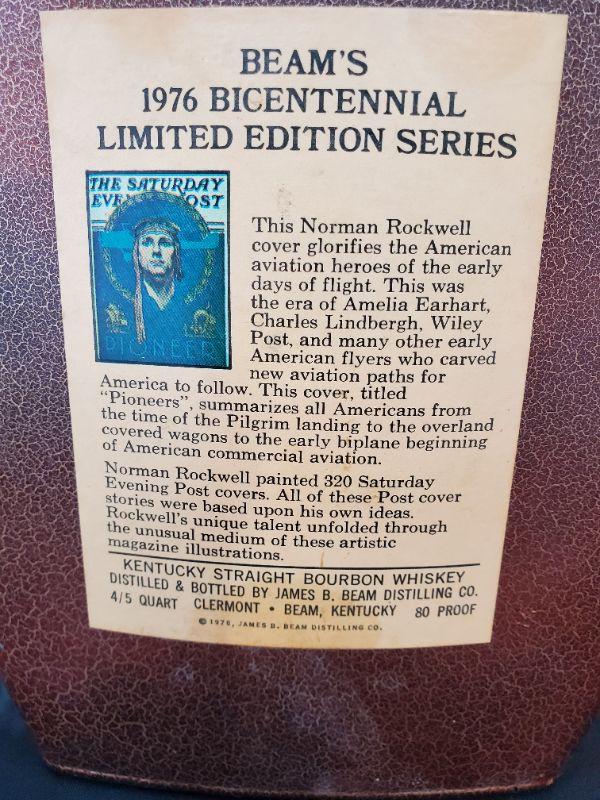 BEAM'S
1976 BICENTENNIAL
LIMITED EDITION SERIES
THE SATURDAY
EVENING POST
PIONEER
This Norman Rockwell
cover glorifies the American
aviation heroes of the early
days of flight. This was
the era of Amelia Earhart,
Charles Lindbergh, Wiley
Post, and many other early
American flyers who carved
new aviation paths for
America to follow. This cover, titled
"Pioneers", summarizes all Americans from
the time of the Pilgrim landing to the overland
covered wagons to the early biplane beginning
of American commercial aviation.
Norman Rockwell painted 320 Saturday
Evening Post covers. All of these Post cover
stories were based upon his own ideas.
Rockwell's unique talent unfolded through
the unusual medium of these artistic
magazine illustrations.
KENTUCKY STRAIGHT BOURBON WHISKEY
DISTILLED & BOTTLED BY JAMES B. BEAM DISTILLING CO.
4/5 QUART CLERMONT • BEAM, KENTUCKY 80 PROOF
© 1976, JAMES B. BEAM DISTILLING CO.